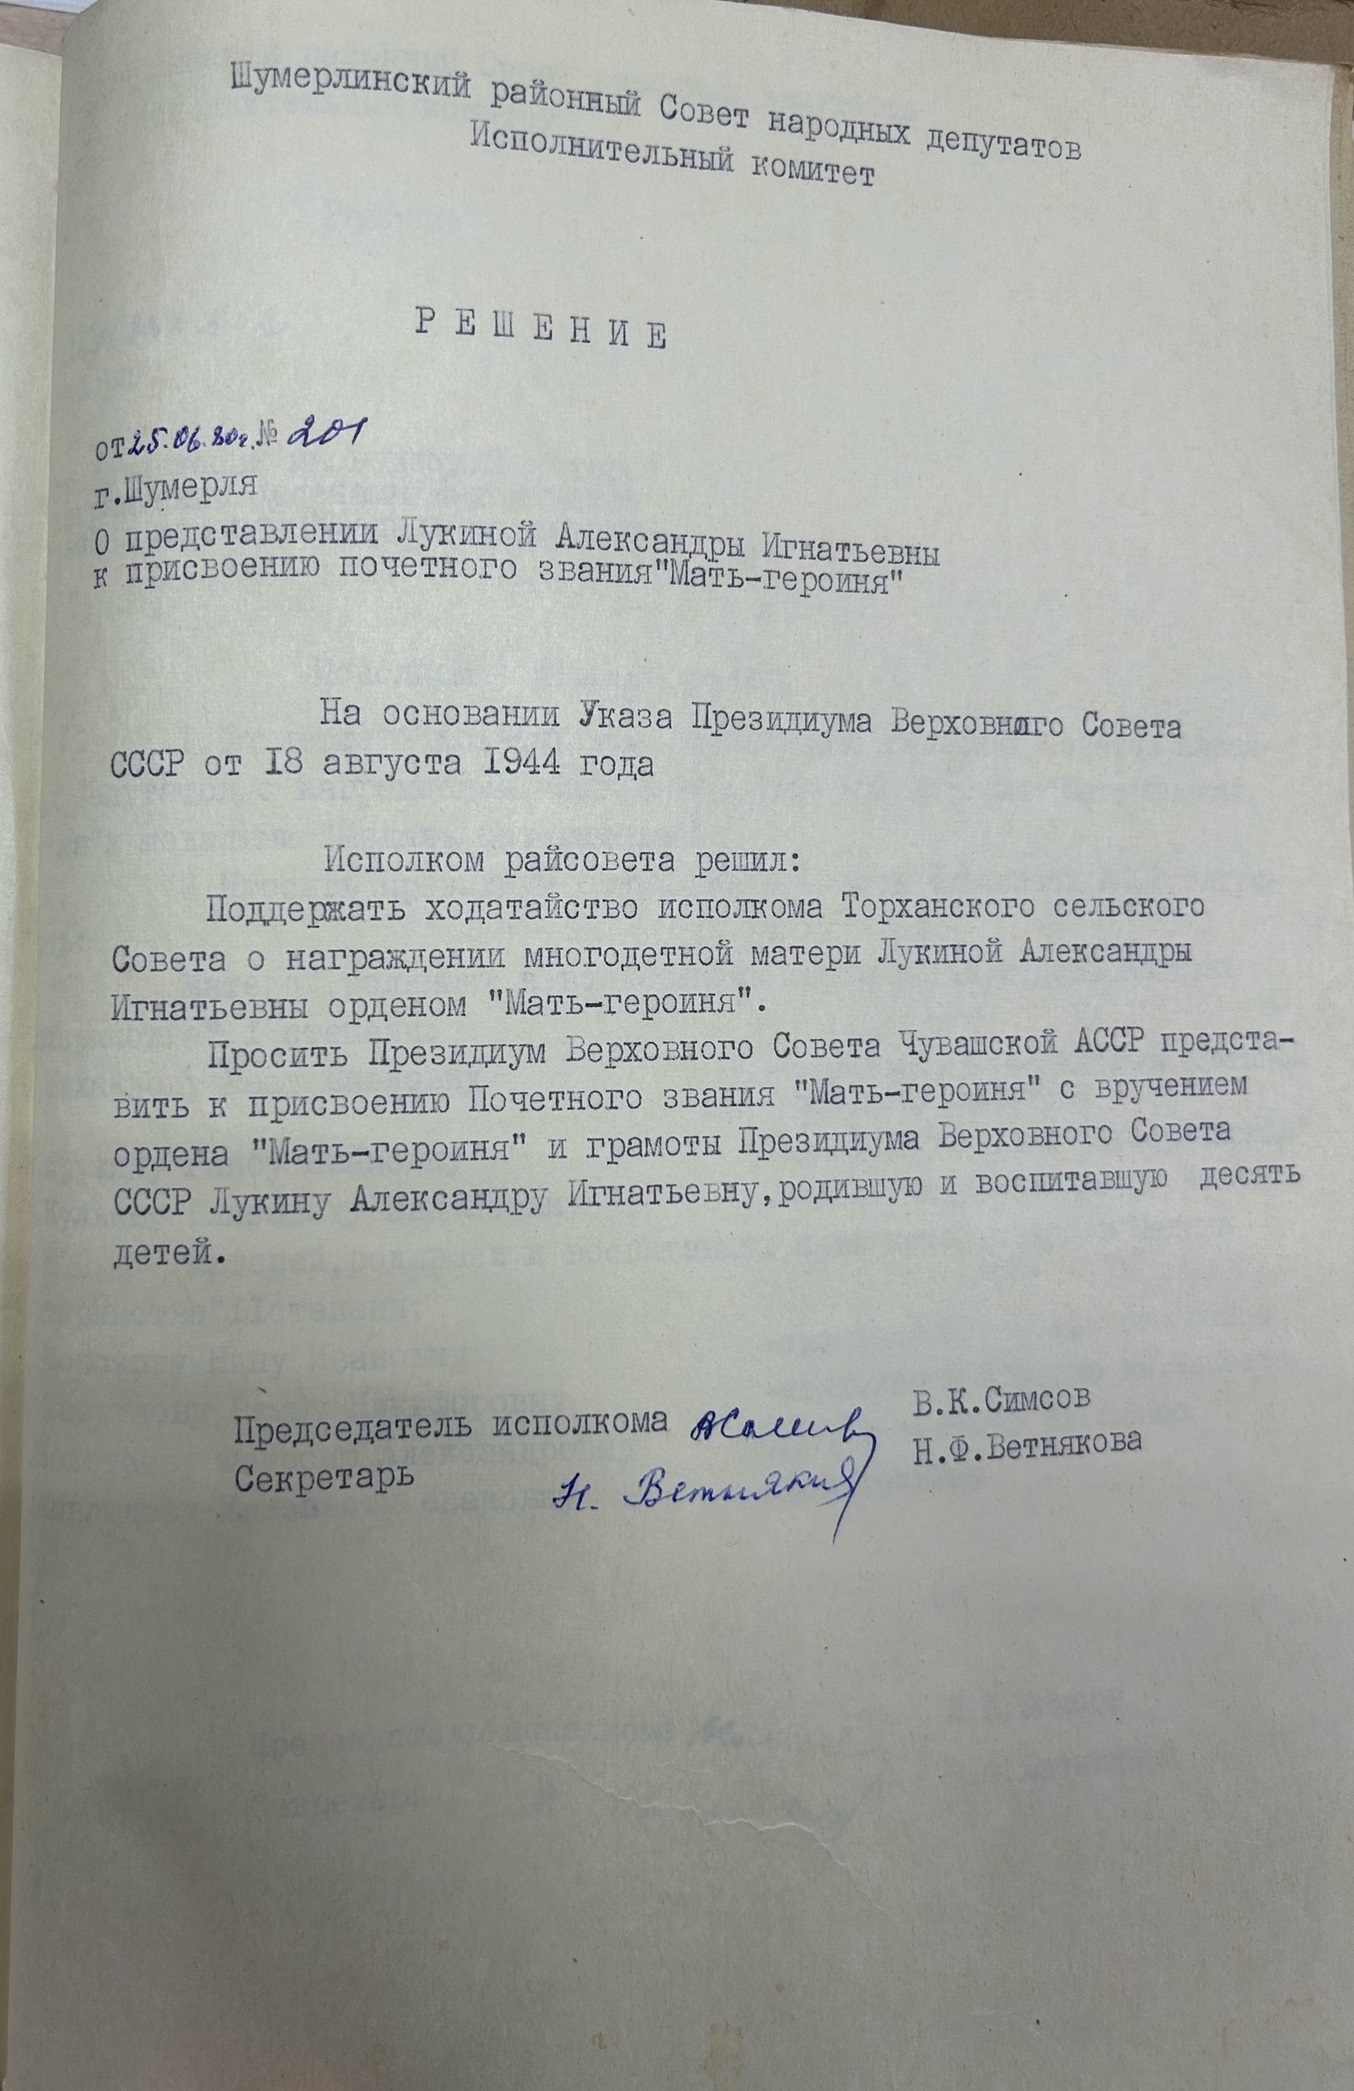 Шумерлинский районный Совет народных депутатов
Исполнительный комитет
Р Е Ш Е Н И Е
от 25.06.80г. № 201
г.Шумерля
О представлении Лукиной Александры Игнатьевны
к присвоению почетного звания"Мать-героиня"
На основании Указа Президиума Верховного Совета
СССР от 18 августа 1944 года
Исполком райсовета решил:
Поддержать ходатайство исполкома Торханского сельского
Совета о награждении многодетной матери Лукиной Александры
Игнатьевны орденом "Мать-героиня".
Просить Президиум Верховного Совета Чувашской АССР предста-
вить к присвоению Почетного звания "Мать-героиня" с вручением
ордена "Мать-героиня" и грамоты Президиума Верховного Совета
СССР Лукину Александру Игнатьевну,родившую и воспитавшую десять
детей.
Председатель исполкома В.К.Симсов
Секретарь Н. Н.Ф.Ветнякова